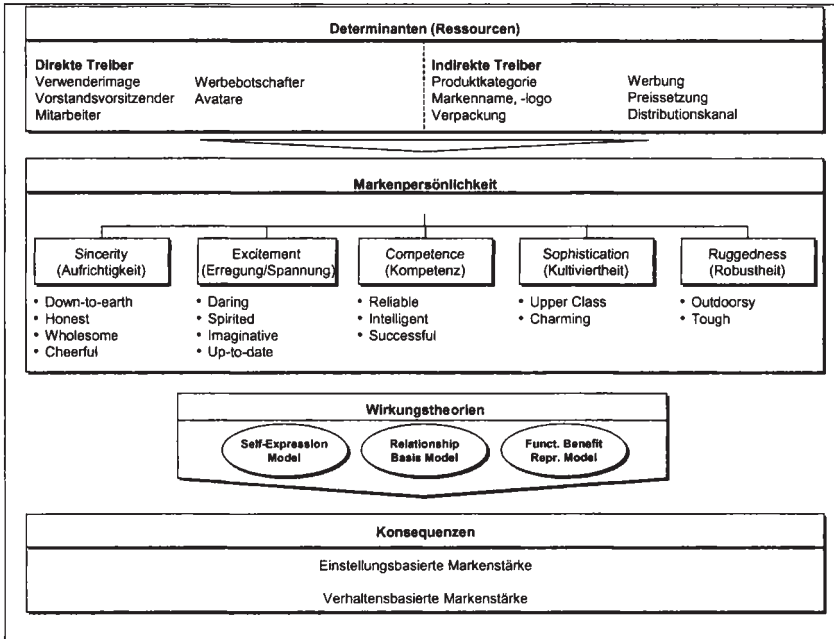 Determinanten (Ressourcen)
Direkte Treiber
Verwenderimage Werbebotschafter
Vorstandsvorsitzender Avatare
Mitarbeiter
Indirekte Treiber
Produktkategorie Werbung
Markenname, -logo Preissetzung
Verpackung Distributionskanal
Markenpersönlichkeit
Sincerity
(Aufrichtigkeit)
• Down-to-earth
• Honest
• Wholesome
• Cheerful
Excitement
(Erregung/Spannung)
• Daring
• Spirited
• Imaginative
• Up-to-date
Competence
(Kompetenz)
• Reliable
• Intelligent
• Successful
Sophistication
(Kultiviertheit)
• Upper Class
• Charming
Ruggedness
(Robustheit)
• Outdoorsy
• Tough
Wirkungstheorien
Self-Expression
Model
Relationship
Basis Model
Funct. Benefit
Repr. Model
Konsequenzen
Einstellungsbasierte Markenstärke
Verhaltensbasierte Markenstärke